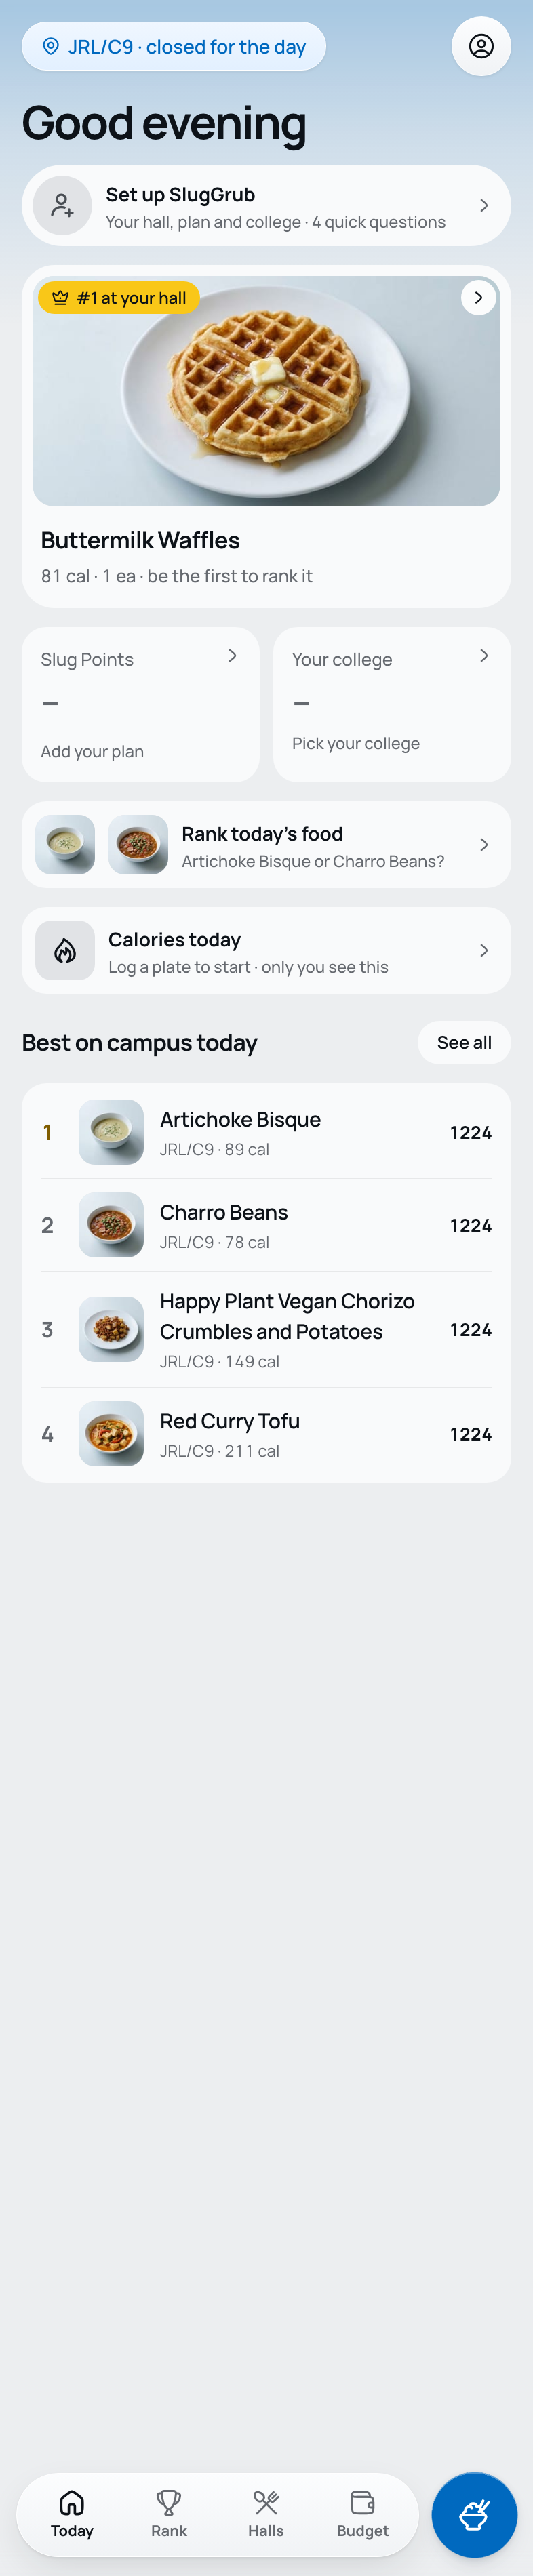 JRL/C9 · closed for the day
Good evening
Set up SlugGrub
Your hall, plan and college · 4 quick questions
#1 at your hall
Buttermilk Waffles
81 cal · 1 ea · be the first to rank it
Slug Points
–
Add your plan
Your college
–
Pick your college
Rank today's food
Artichoke Bisque or Charro Beans?
Calories today
Log a plate to start · only you see this
Best on campus today
See all
1
Artichoke Bisque
JRL/C9 · 89 cal
1224
2
Charro Beans
JRL/C9 · 78 cal
1224
3
Happy Plant Vegan Chorizo
Crumbles and Potatoes
JRL/C9 · 149 cal
1224
4
Red Curry Tofu
JRL/C9 · 211 cal
1224
Today
Rank
Halls
Budget